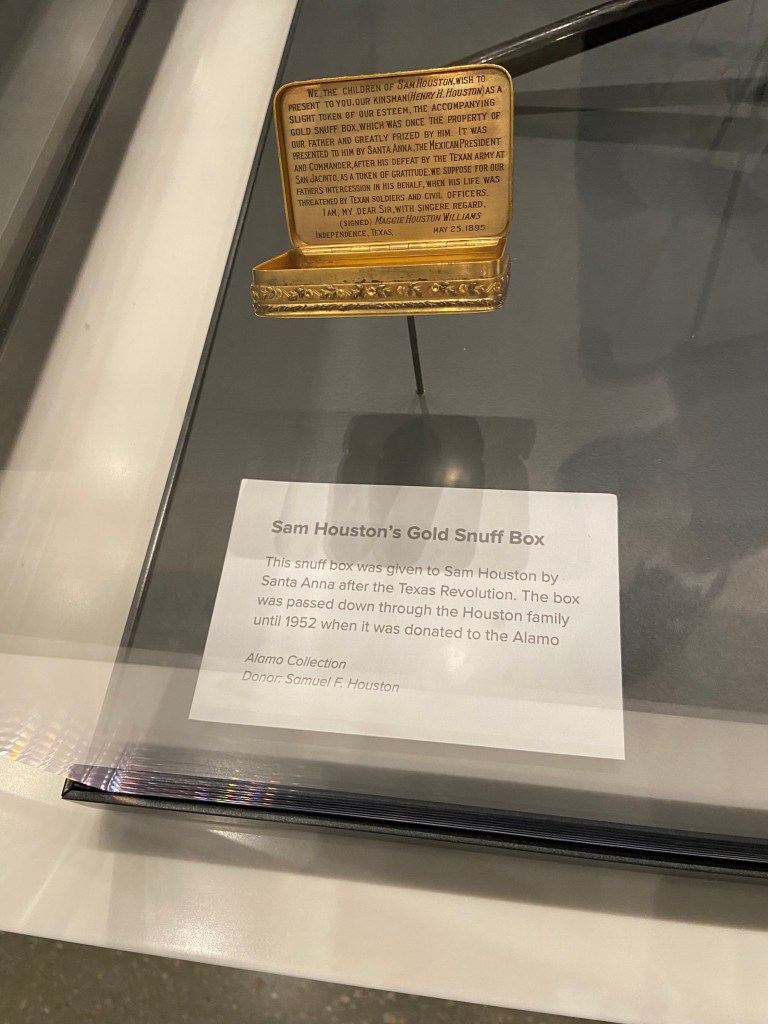 WE, THE CHILDREN OF SAM HOUSTON, WISH TO
PRESENT TO YOU, OUR KINSMAN (HENRY H. HOUSTON) AS A
SLIGHT TOKEN OF OUR ESTEEM, THE ACCOMPANYING
GOLD SNUFF BOX, WHICH WAS ONCE THE PROPERTY OF
OUR FATHER AND GREATLY PRIZED BY HIM. IT WAS
PRESENTED TO HIM BY SANTA ANNA, THE MEXICAN PRESIDENT
AND COMMANDER, AFTER HIS DEFEAT BY THE TEXAN ARMY AT
SAN JACINTO, AS A TOKEN OF GRATITUDE, WE SUPPOSE FOR OUR
FATHER'S INTERCESSION IN HIS BEHALF, WHEN HIS LIFE WAS
THREATENED BY TEXAN SOLDIERS AND CIVIL OFFICERS.
I AM, MY DEAR SIR, WITH SINCERE REGARD.
(SIGNED) MAGGIE HOUSTON WILLIAMS
INDEPENDENCE, TEXAS. MAY 25.1895
Sam Houston's Gold Snuff Box
This snuff box was given to Sam Houston by
Santa Anna after the Texas Revolution. The box
was passed down through the Houston family
until 1952 when it was donated to the Alamo
Alamo Collection
Donor: Samuel F. Houston